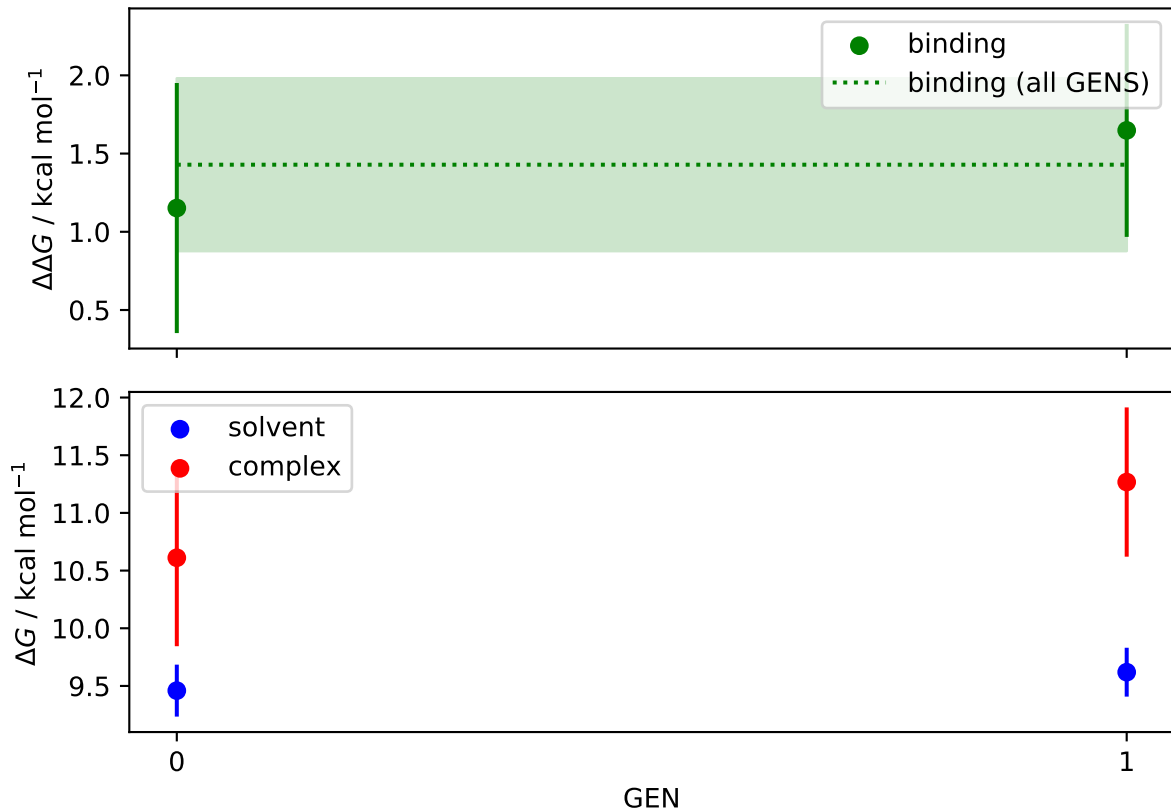 binding
binding (all GENS)
2.0
1.5
1.0
0.5
ΔΔG / kcal mol⁻¹
solvent
complex
12.0
11.5
11.0
10.5
10.0
9.5
ΔG / kcal mol⁻¹
0
1
GEN